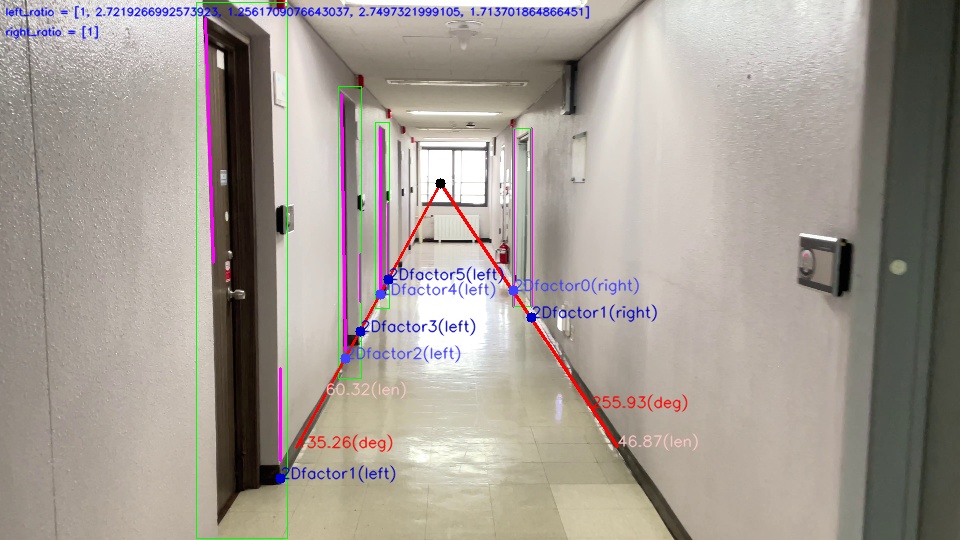 left_ratio = [1, 2.7219266992573923, 1.2561709076643037, 2.7497321999105, 1.713701864866451]
right_ratio = [1]
2Dfactor5(left)
2Dfactor4(left)
2Dfactor0(right)
2Dfactor1(right)
2Dfactor3(left)
2Dfactor2(left)
60.32(len)
255.93(deg)
35.26(deg)
46.87(len)
2Dfactor1(left)